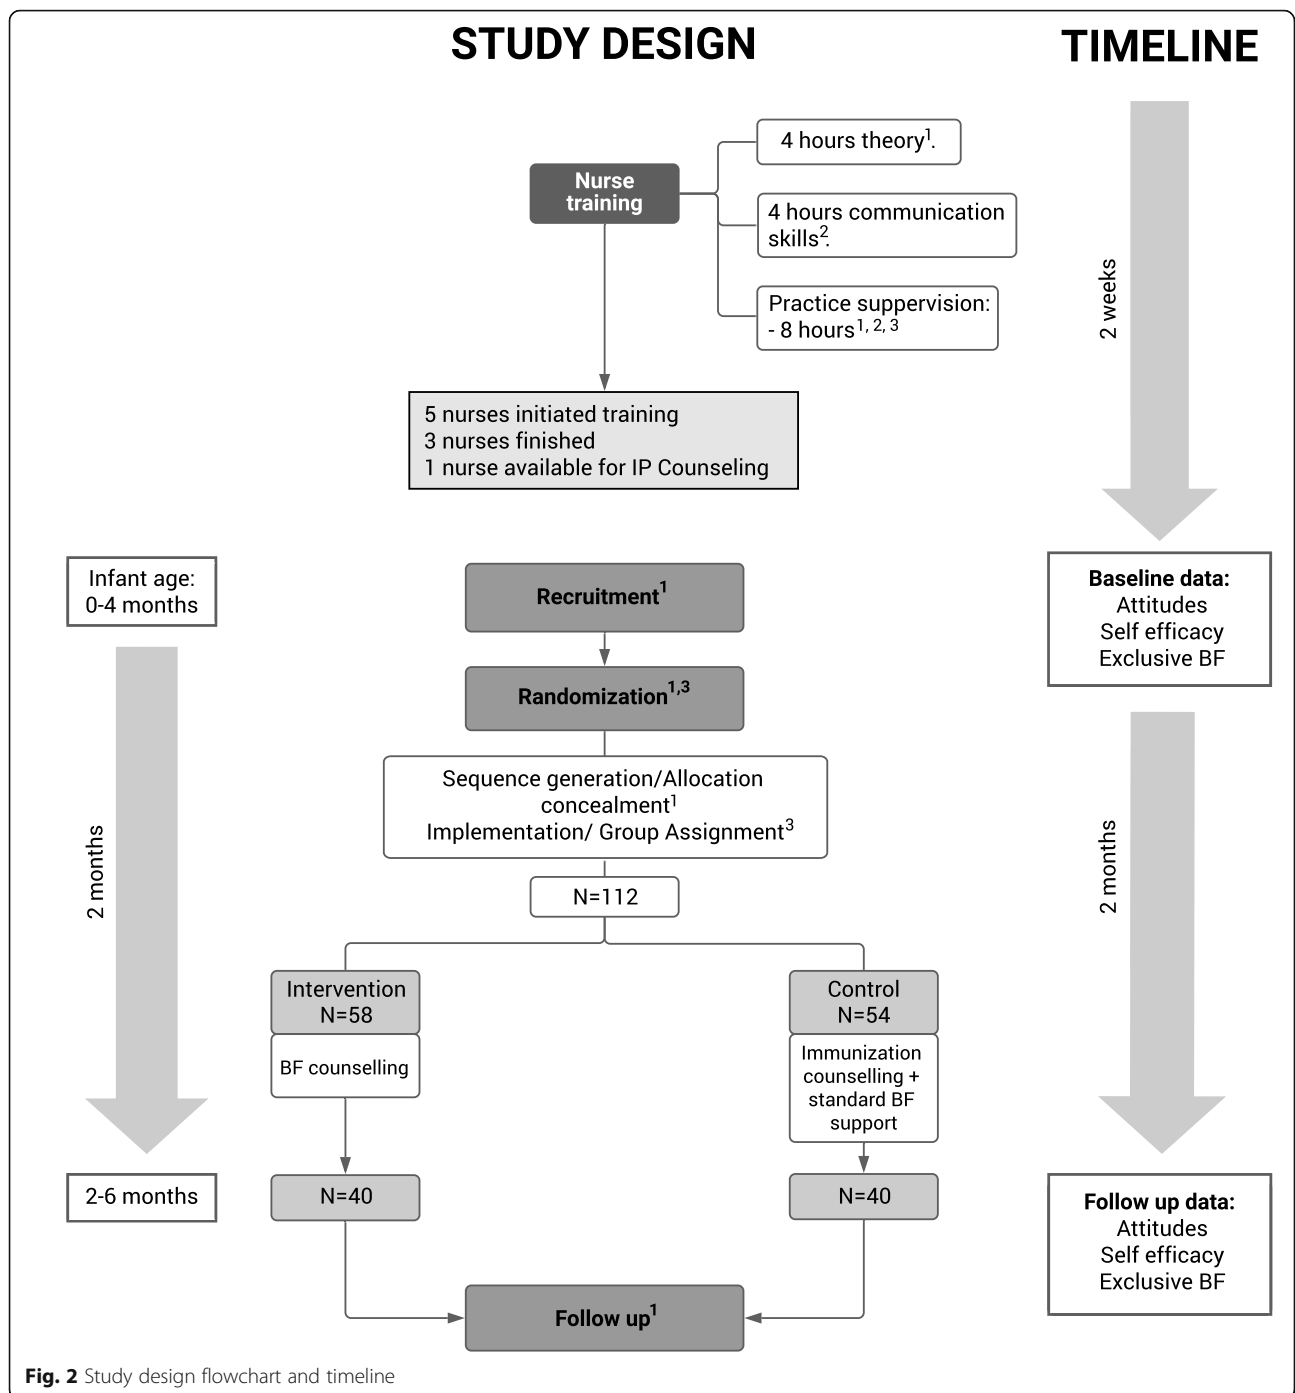 STUDY DESIGN
TIMELINE
4 hours theory1.
Nurse
training
4 hours communication
skills2.
Practice suppervision:
- 8 hours1, 2, 3
2 weeks
5 nurses initiated training
3 nurses finished
1 nurse available for IP Counseling
Infant age:
0-4 months
Recruitment1
Baseline data:
Attitudes
Self efficacy
Exclusive BF
Randomization1,3
Sequence generation/Allocation
concealment1
Implementation/ Group Assignment3
2 months
2 months
N=112
Intervention
N=58
Control
N=54
BF counselling
Immunization
counselling +
standard BF
support
2-6 months
N=40
N=40
Follow up data:
Attitudes
Self efficacy
Exclusive BF
Follow up1
Fig. 2 Study design flowchart and timeline